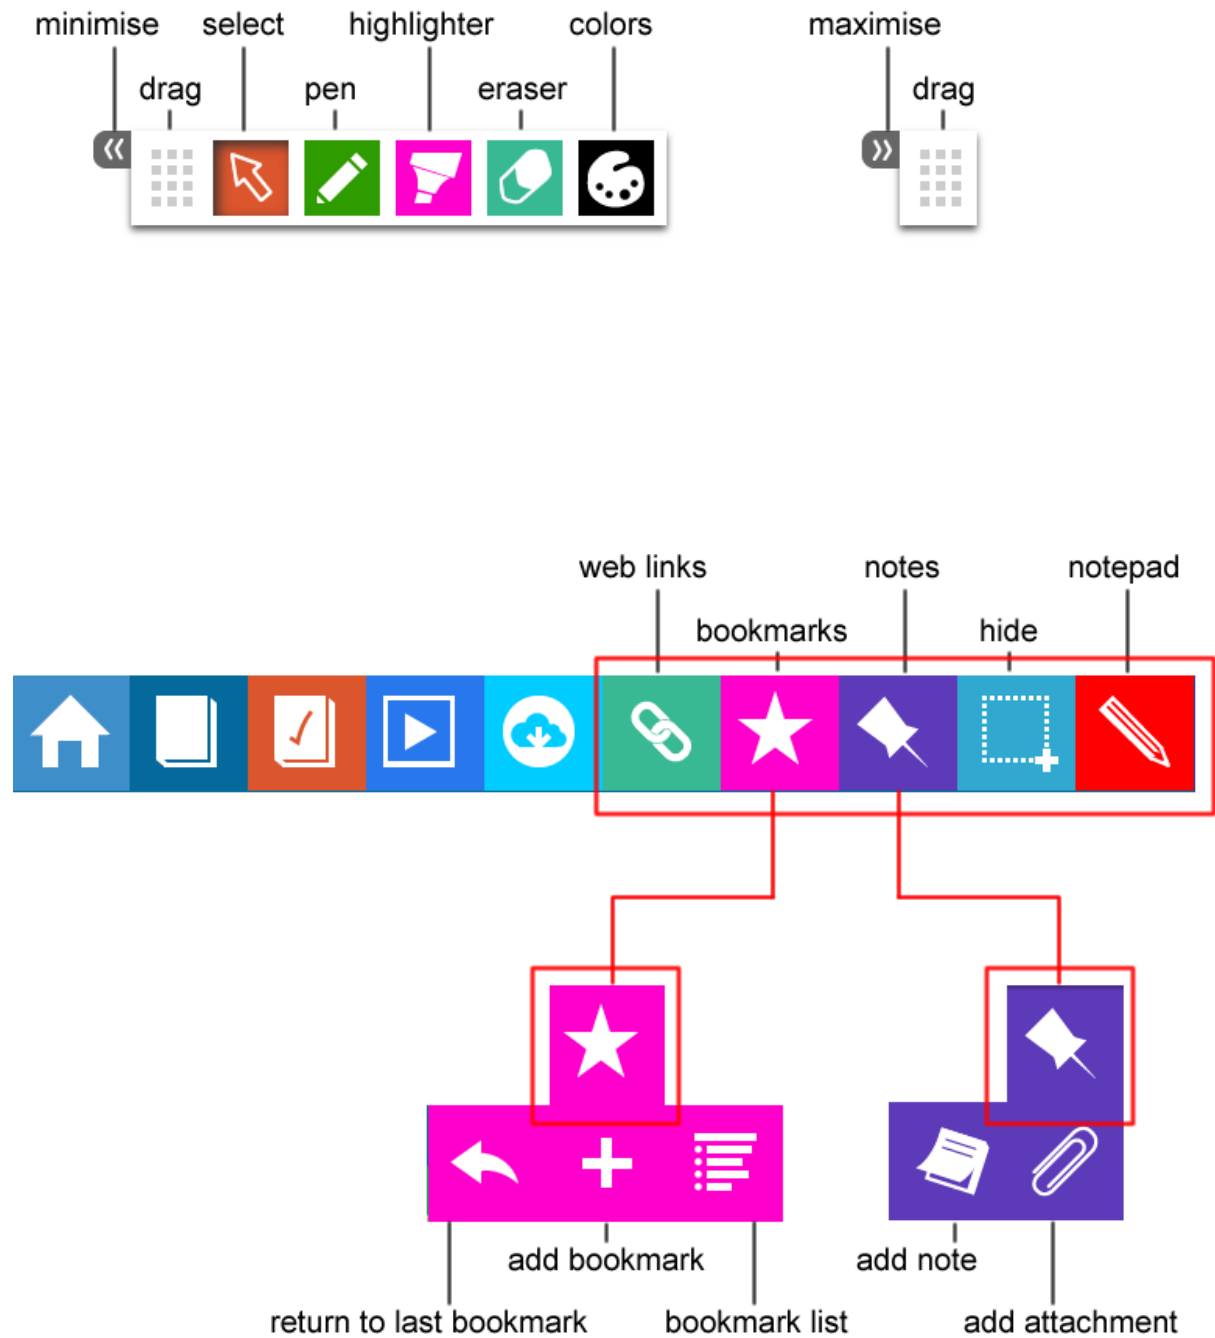 minimise select highlighter colors maximise
drag pen eraser drag
web links notes notepad
bookmarks hide
add bookmark add note
return to last bookmark bookmark list add attachment